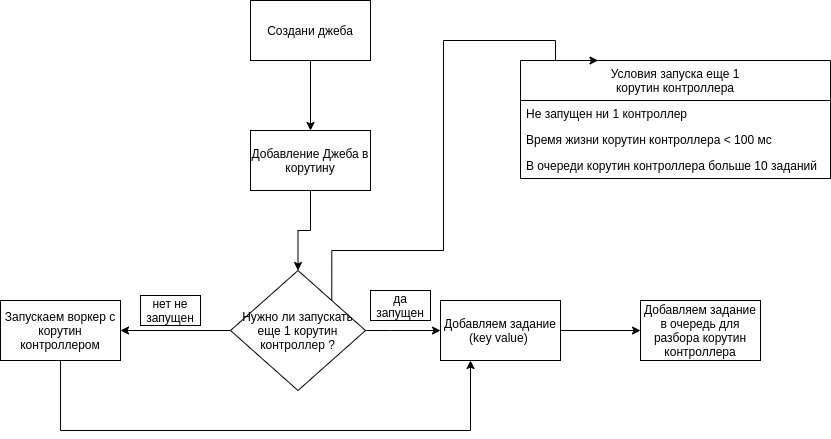 Создани джеба
Условия запуска еще 1
корутин контроллера
Не запущен ни 1 контроллер
Время жизни корутин контроллера < 100 мс
В очереди корутин контроллера больше 10 заданий
Добавление Джеба в
корутину
нет не
запущен
да
запущен
Запускаем воркер с
корутин
контроллером
Нужно ли запускать
еще 1 корутин
контроллер ?
Добавляем задание
(key value)
Добавляем задание
в очередь для
разбора корутин
контроллера